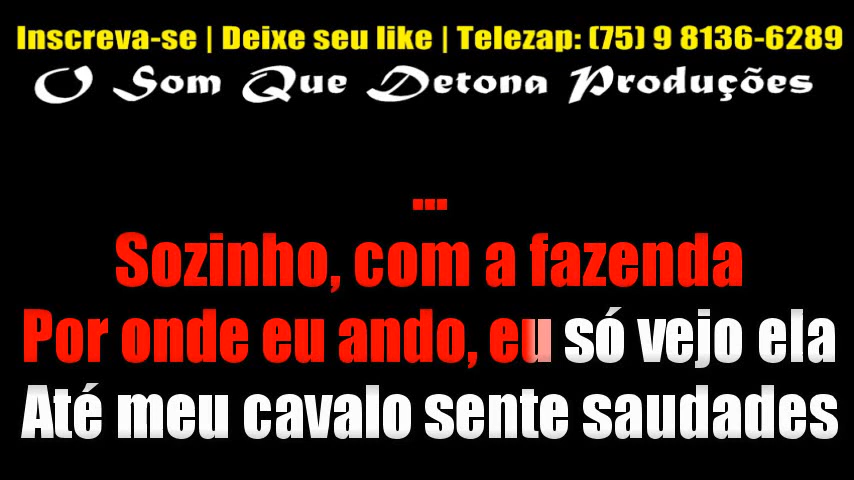 Inscreva-se | Deixe seu like | Telezap: (75) 9 8136-6289
O Som Que Detona Produções
...
Sozinho, com a fazenda
Por onde eu ando, eu só vejo ela
Até meu cavalo sente saudades